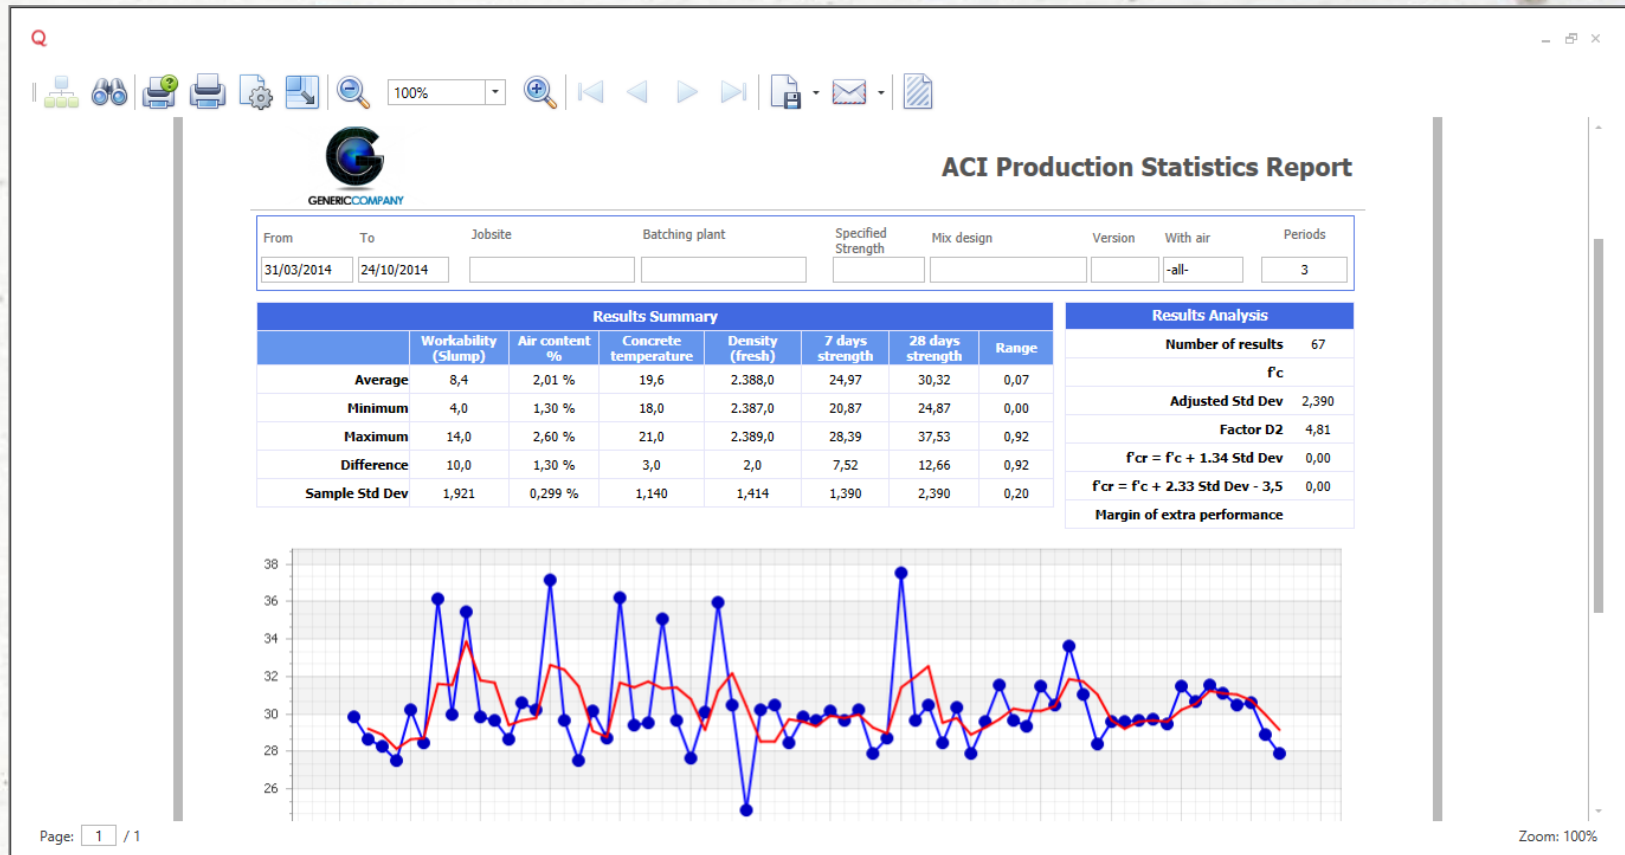 Q
100%
GENERICCOMPANY
ACI Production Statistics Report
From To Jobsite Batching plant Specified Strength Mix design Version With air Periods
31/03/2014 24/10/2014 -all- 3
Results Summary
Workability (Slump) Air content % Concrete temperature Density (fresh) 7 days strength 28 days strength Range
Average 8,4 2,01 % 19,6 2.388,0 24,97 30,32 0,07
Minimum 4,0 1,30 % 18,0 2.387,0 20,87 24,87 0,00
Maximum 14,0 2,60 % 21,0 2.389,0 28,39 37,53 0,92
Difference 10,0 1,30 % 3,0 2,0 7,52 12,66 0,92
Sample Std Dev 1,921 0,299 % 1,140 1,414 1,390 2,390 0,20
Results Analysis
Number of results 67
f'c
Adjusted Std Dev 2,390
Factor D2 4,81
f'cr = f'c + 1.34 Std Dev 0,00
f'cr = f'c + 2.33 Std Dev - 3,5 0,00
Margin of extra performance
38
36
34
32
30
28
26
Page: 1 / 1
Zoom: 100%